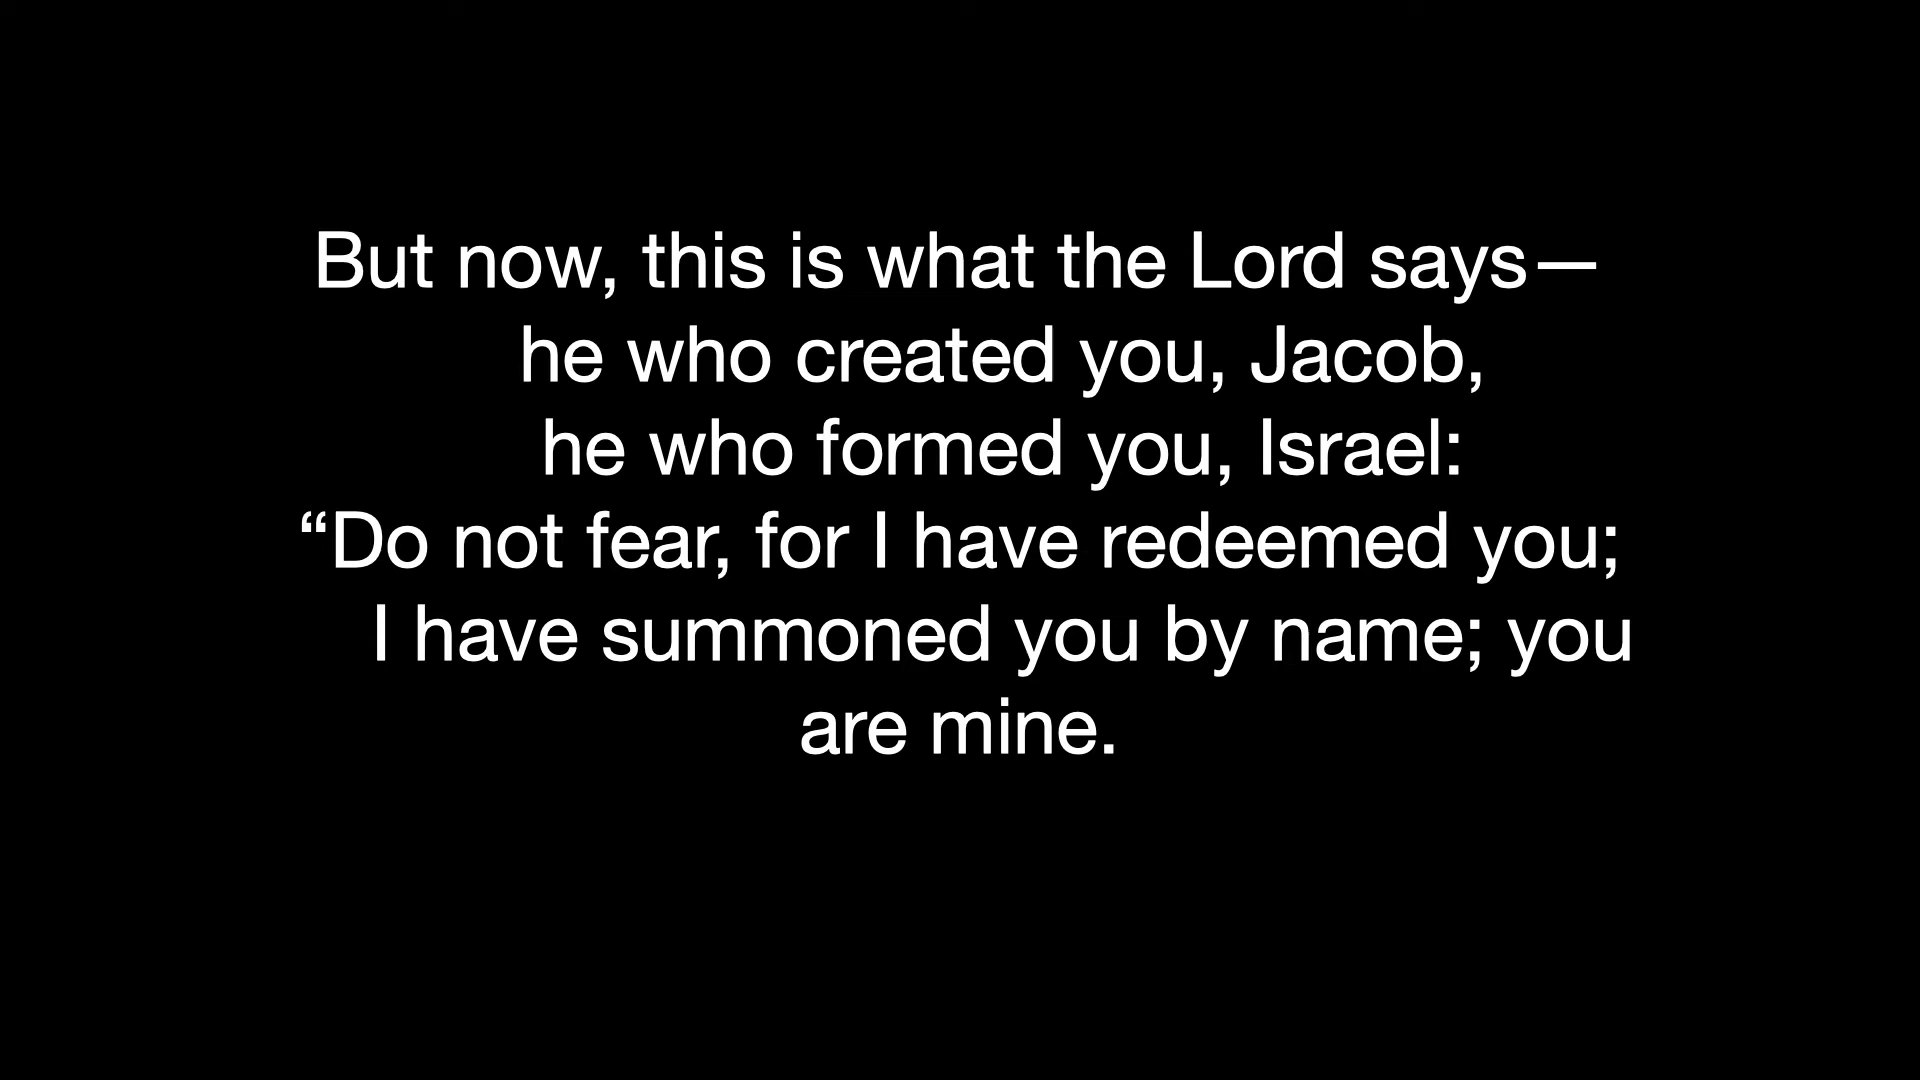 But now, this is what the Lord says—
he who created you, Jacob,
he who formed you, Israel:
“Do not fear, for I have redeemed you;
I have summoned you by name; you
are mine.